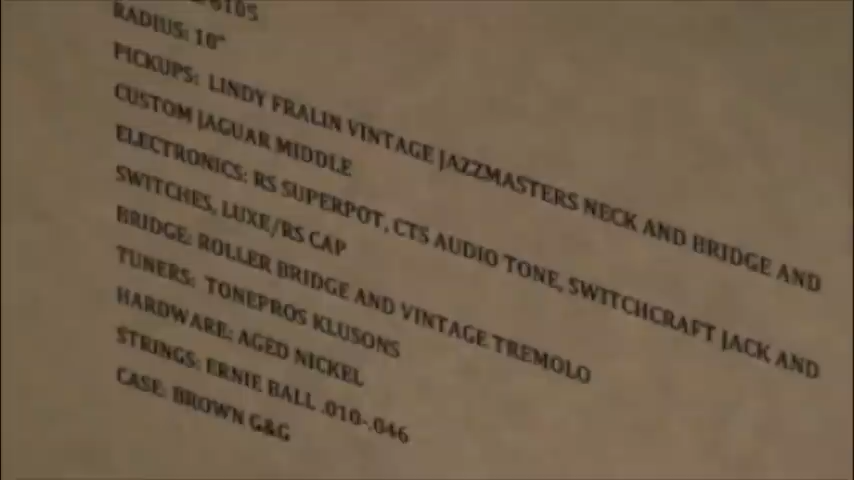 6105
RADIUS: 10"
PICKUPS: LINDY FRALIN VINTAGE JAZZMASTERS NECK AND BRIDGE AND
CUSTOM JAGUAR MIDDLE
ELECTRONICS: RS SUPERPOT, CTS AUDIO TONE, SWITCHCRAFT JACK AND
SWITCHES, LUXE/RS CAP
BRIDGE: ROLLER BRIDGE AND VINTAGE TREMOLO
TUNERS: TONEPROS KLUSONS
HARDWARE: AGED NICKEL
STRINGS: ERNIE BALL .010-.046
CASE: BROWN G&G